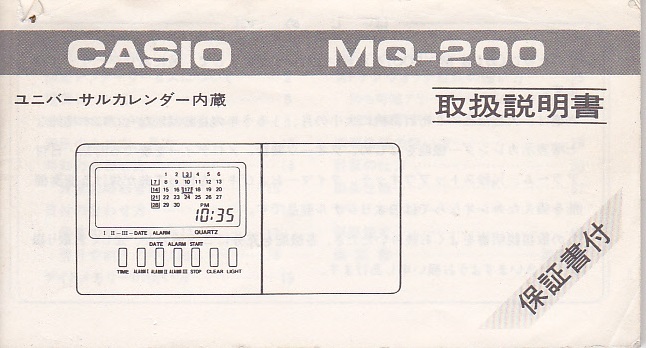 CASIO MQ-200
ユニバーサルカレンダー内蔵
取扱説明書
1 2 3 4 5 6
7 8 9 10 11 12 13
14 15 16 17 18 19 20
21 22 23 24 25 26 27
28 29 30
PM
10:35
I II-III-DATE ALARM QUARTZ
DATE ALARM START
TIME ALARM I ALARM II ALARM III STOP CLEAR LIGHT
保証書付